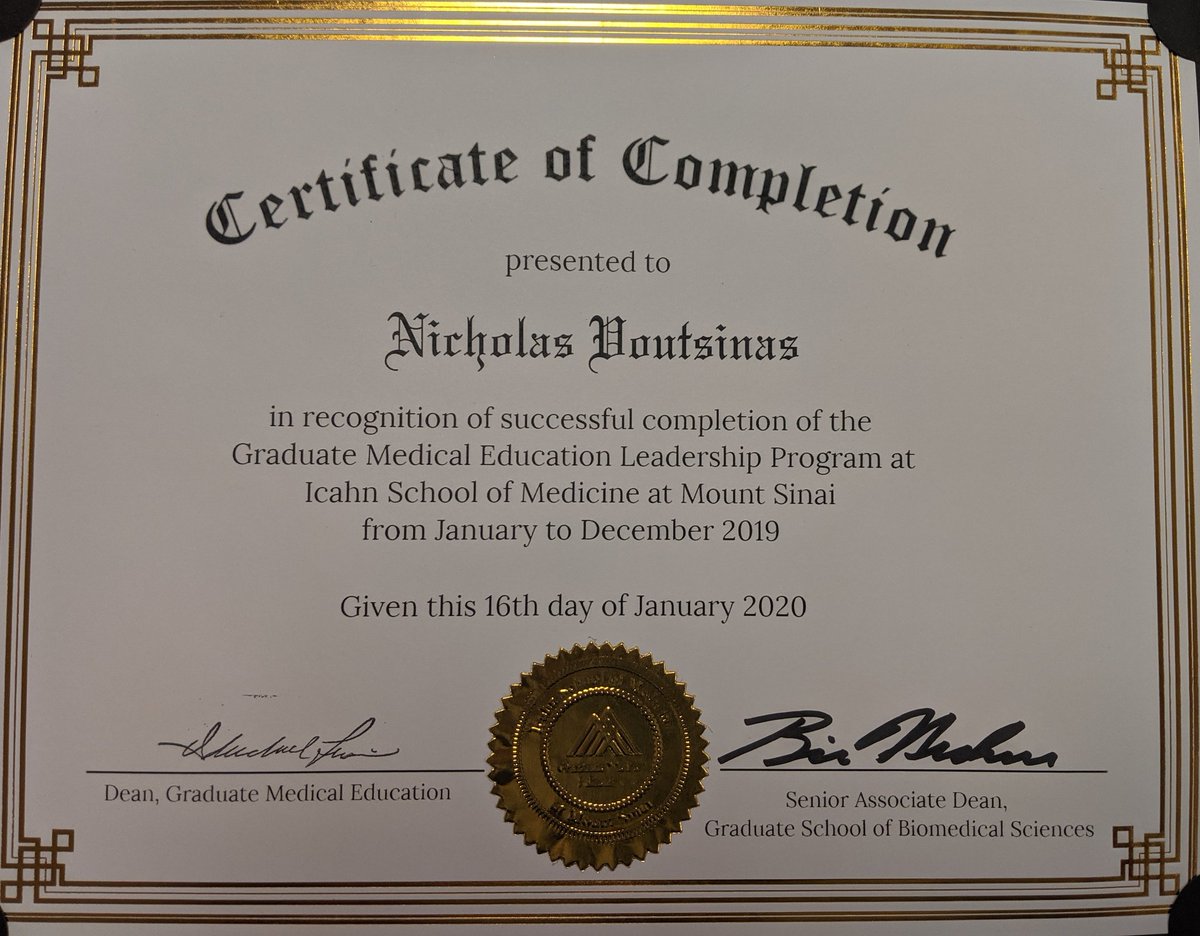 Certificate of Completion
presented to
Nicholas Voutsinas
in recognition of successful completion of the
Graduate Medical Education Leadership Program at
Icahn School of Medicine at Mount Sinai
from January to December 2019
Given this 16th day of January 2020
Dean, Graduate Medical Education
Senior Associate Dean,
Graduate School of Biomedical Sciences